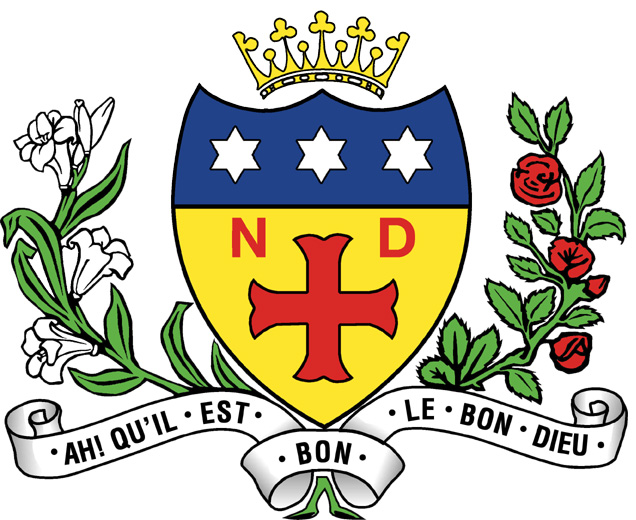 N D
· AH! QU'IL · EST · BON · · LE · BON · DIEU ·